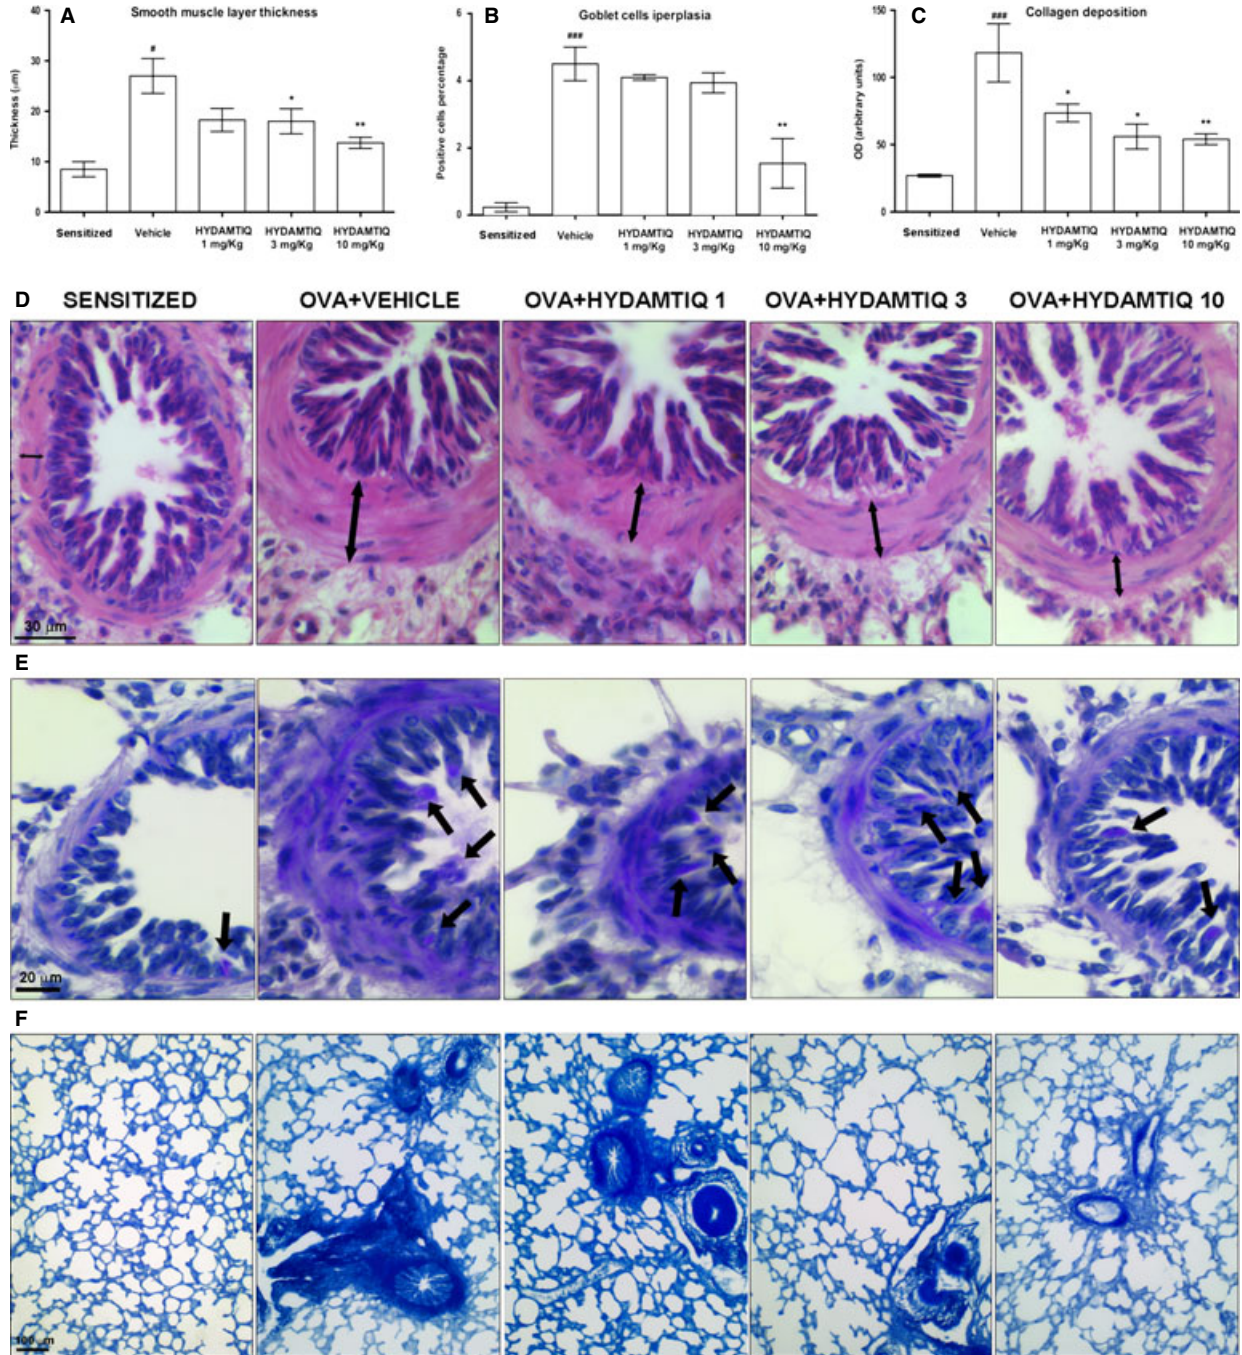 A Smooth muscle layer thickness
40
30
20
10
0
Thickness (μm)
#
*
**
Sensitized
Vehicle
HYDAMTIQ
1 mg/Kg
HYDAMTIQ
3 mg/Kg
HYDAMTIQ
10 mg/Kg
B Goblet cells iperplasia
6
4
2
0
Positive cells percentage
###
**
Sensitized
Vehicle
HYDAMTIQ
1 mg/Kg
HYDAMTIQ
3 mg/Kg
HYDAMTIQ
10 mg/Kg
C Collagen deposition
150
100
50
0
OD (arbitrary units)
###
*
*
**
Sensitized
Vehicle
HYDAMTIQ
1 mg/Kg
HYDAMTIQ
3 mg/Kg
HYDAMTIQ
10 mg/Kg
D SENSITIZED OVA+VEHICLE OVA+HYDAMTIQ 1 OVA+HYDAMTIQ 3 OVA+HYDAMTIQ 10
30 μm
E
20 μm
F
100 μm